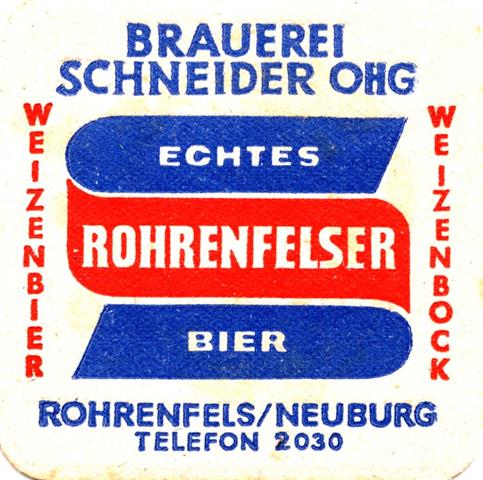 BRAUEREI
SCHNEIDER OHG
WEIZENBIER
ECHTES
ROHRENFELSER
BIER
WEIZENBOCK
ROHRENFELS/NEUBURG
TELEFON 2030